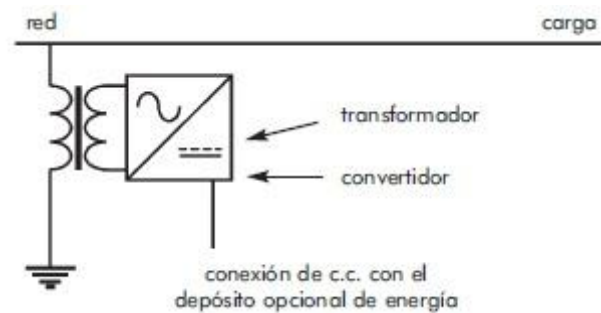 red
carga
transformador
convertidor
conexión de c.c. con el
depósito opcional de energía